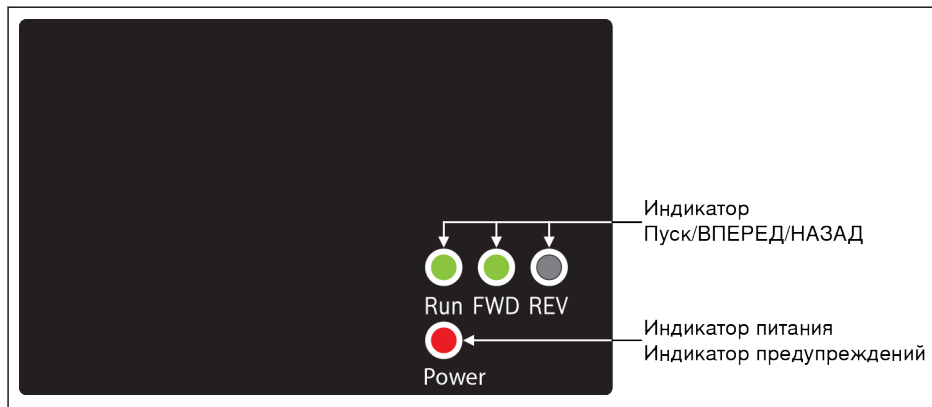 Индикатор
Пуск/ВПЕРЕД/НАЗАД
Run FWD REV
Индикатор питания
Индикатор предупреждений
Power